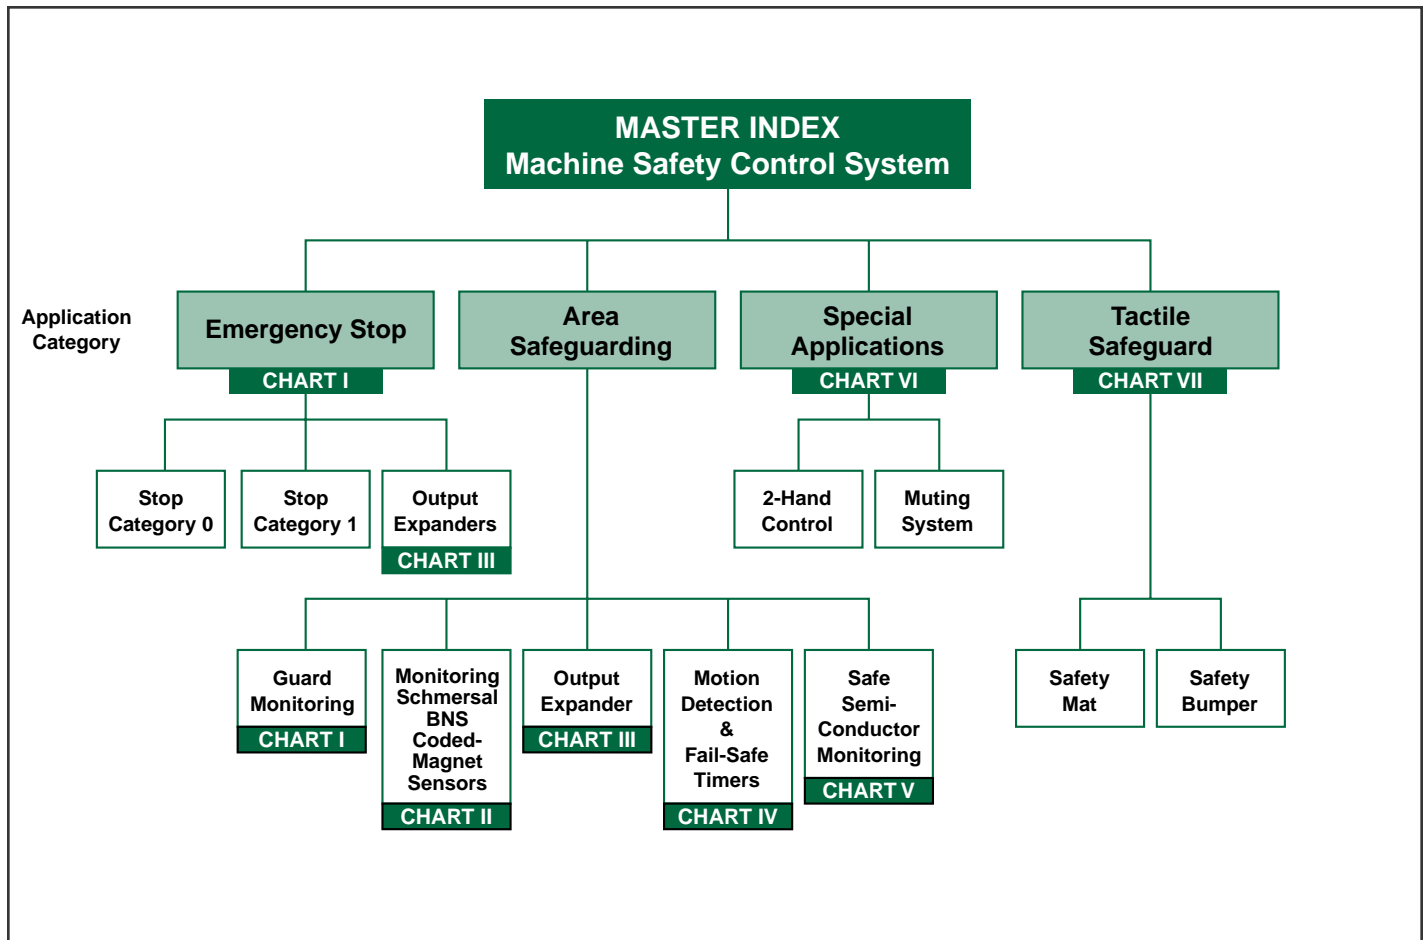 MASTER INDEX
Machine Safety Control System
Application
Category
Emergency Stop
CHART I
Area
Safeguarding
Special
Applications
CHART VI
Tactile
Safeguard
CHART VII
Stop
Category 0
Stop
Category 1
Output
Expanders
CHART III
2-Hand
Control
Muting
System
Guard
Monitoring
CHART I
Monitoring
Schmersal
BNS
Coded-
Magnet
Sensors
CHART II
Output
Expander
CHART III
Motion
Detection
&
Fail-Safe
Timers
CHART IV
Safe
Semi-
Conductor
Monitoring
CHART V
Safety
Mat
Safety
Bumper